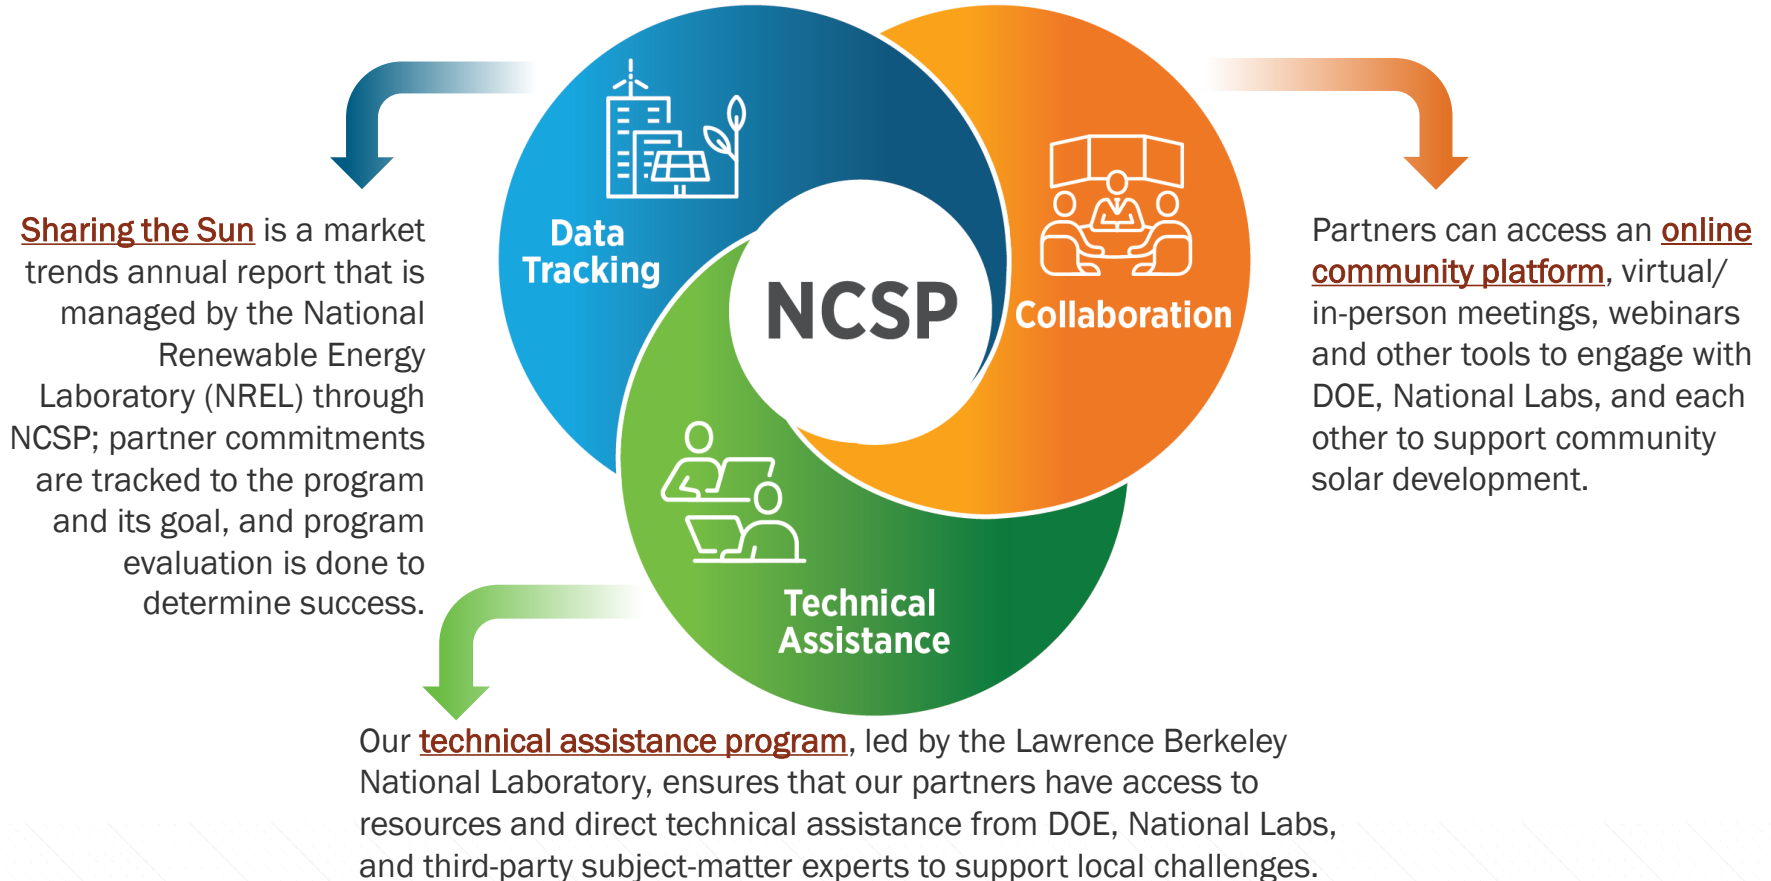 Data
Tracking
NCSP
Collaboration
Technical
Assistance
Sharing the Sun is a market
trends annual report that is
managed by the National
Renewable Energy
Laboratory (NREL) through
NCSP; partner commitments
are tracked to the program
and its goal, and program
evaluation is done to
determine success.
Partners can access an online
community platform, virtual/
in-person meetings, webinars
and other tools to engage with
DOE, National Labs, and each
other to support community
solar development.
Our technical assistance program, led by the Lawrence Berkeley
National Laboratory, ensures that our partners have access to
resources and direct technical assistance from DOE, National Labs,
and third-party subject-matter experts to support local challenges.